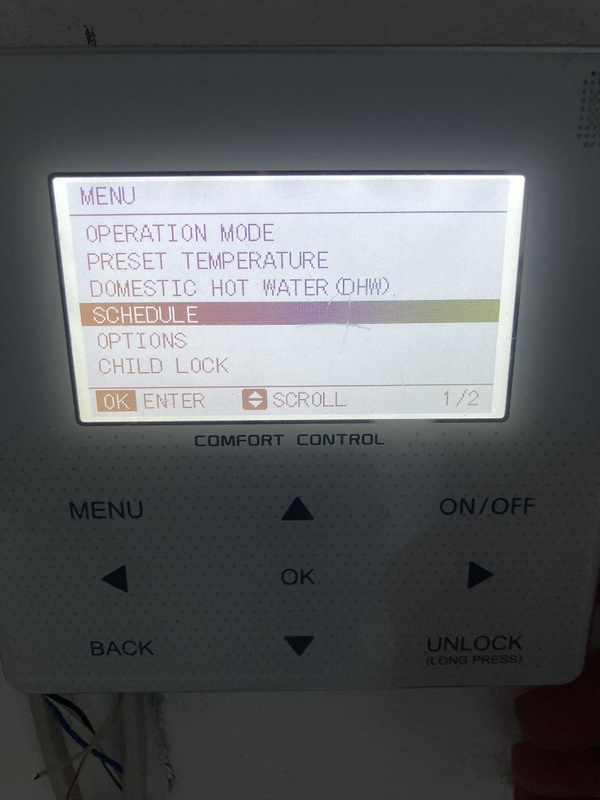 MENU
OPERATION MODE
PRESET TEMPERATURE
DOMESTIC HOT WATER(DHW)
SCHEDULE
OPTIONS
CHILD LOCK
OK ENTER SCROLL 1/2
COMFORT CONTROL
MENU ON/OFF
OK
BACK UNLOCK
(LONG PRESS)